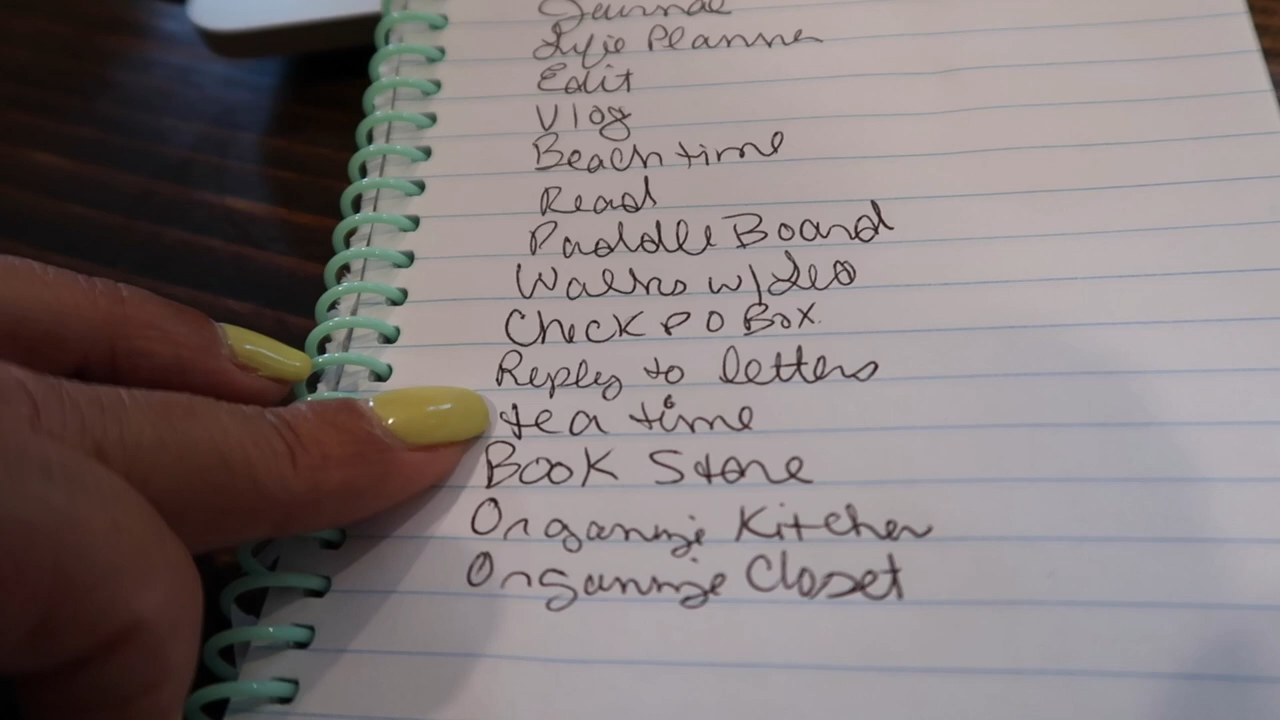 Journal
Life Planner
Edit
Vlog
Beach time
Read
Paddle Board
Walks w/Leo
Check P O Box.
Reply to letters
tea time
Book Store
Organize Kitchen
Organize Closet